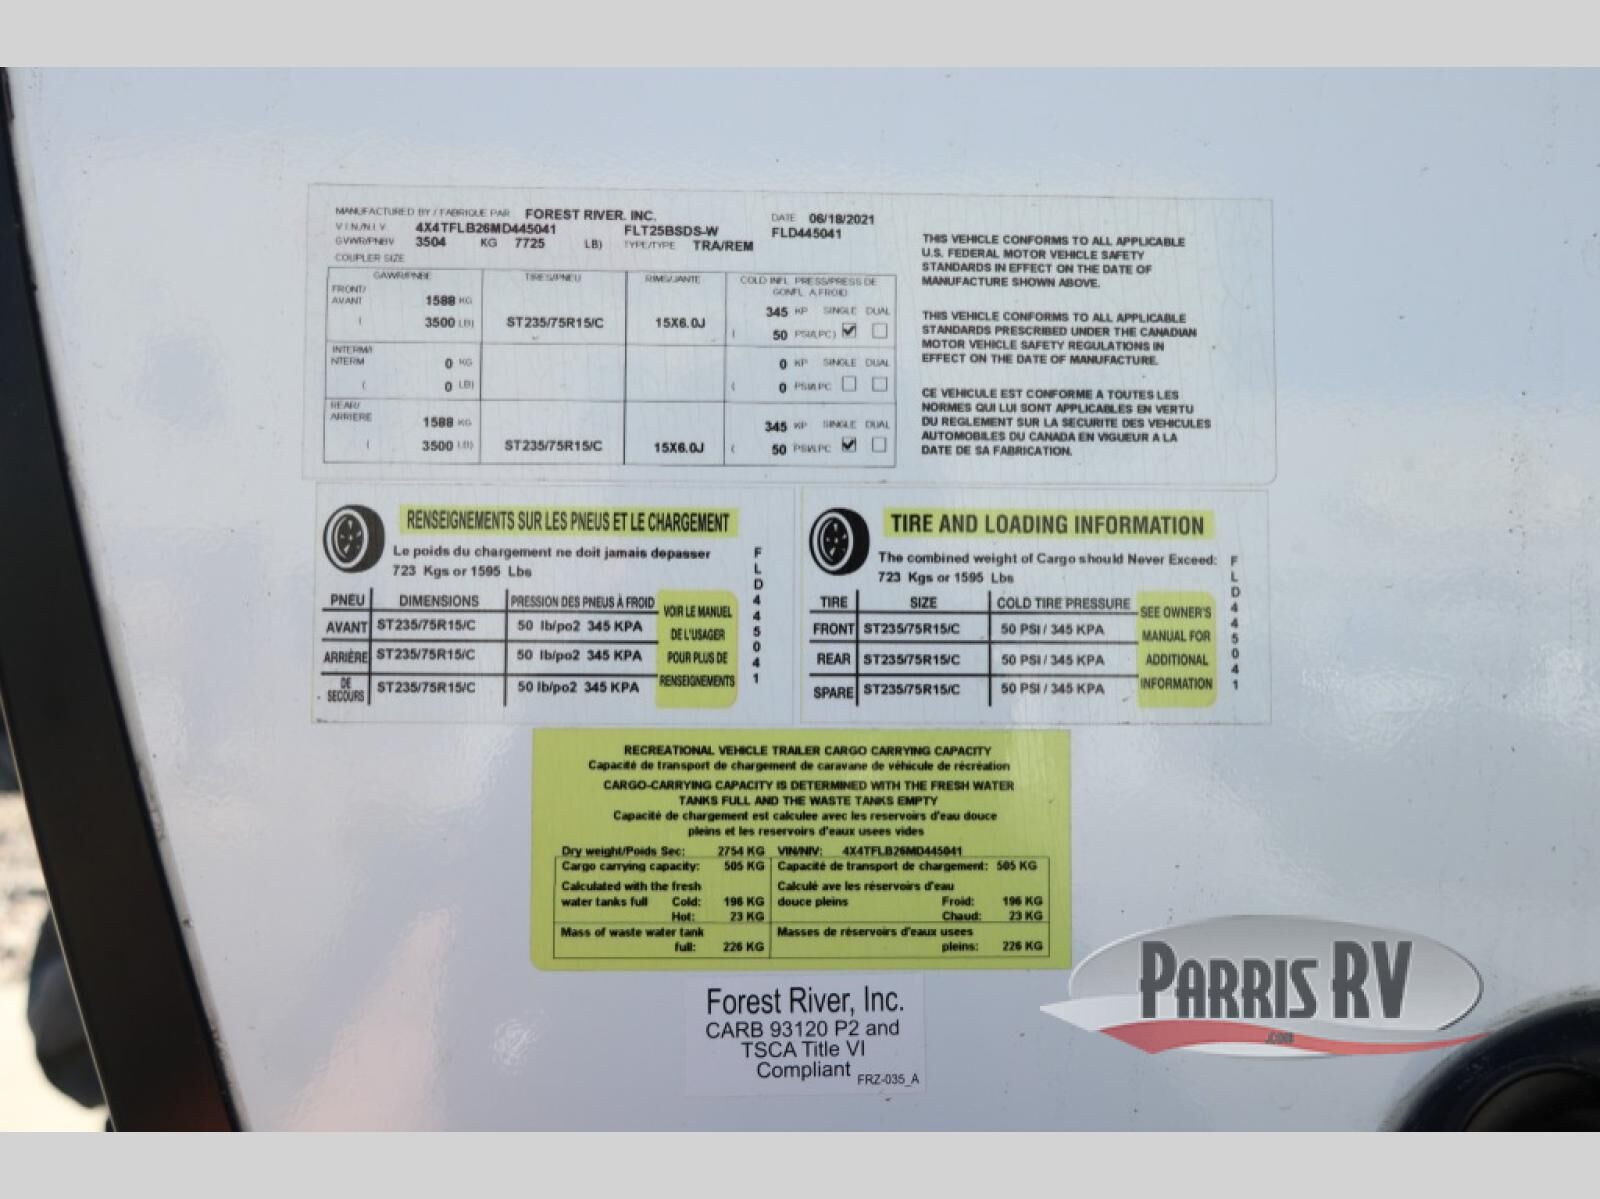 MANUFACTURED BY / FABRIQUE PAR FOREST RIVER. INC. DATE 06/18/2021
V I N / N I V 4X4TFLB26MD445041 FLT25BSDS-W FLD445041
GVWR/PNBV 3504 KG 7725 LB) TYPE/TYPE TRA/REM
COUPLER SIZE
GAWR/PNBE TIRES/PNEU RIMS/JANTE COLD INFL PRESS/PRESS DE
GONFL A FROID
FRONT/
AVANT 1588 KG 345 KP SINGLE DUAL
( 3500 LB) ST235/75R15/C 15X6.0J ( 50 PSI/LPC)
INTERM/
NTERM 0 KG 0 KP SINGLE DUAL
( 0 LB) ( 0 PSI/LPC
REAR/
ARRIERE 1588 KG 345 KP SINGLE DUAL
( 3500 LB) ST235/75R15/C 15X6.0J ( 50 PSI/LPC
THIS VEHICLE CONFORMS TO ALL APPLICABLE
U.S. FEDERAL MOTOR VEHICLE SAFETY
STANDARDS IN EFFECT ON THE DATE OF
MANUFACTURE SHOWN ABOVE.
THIS VEHICLE CONFORMS TO ALL APPLICABLE
STANDARDS PRESCRIBED UNDER THE CANADIAN
MOTOR VEHICLE SAFETY REGULATIONS IN
EFFECT ON THE DATE OF MANUFACTURE.
CE VEHICULE EST CONFORME A TOUTES LES
NORMES QUI LUI SONT APPLICABLES EN VERTU
DU REGLEMENT SUR LA SECURITE DES VEHICULES
AUTOMOBILES DU CANADA EN VIGUEUR A LA
DATE DE SA FABRICATION.
RENSEIGNEMENTS SUR LES PNEUS ET LE CHARGEMENT
Le poids du chargement ne doit jamais depasser
723 Kgs or 1595 Lbs
PNEU DIMENSIONS PRESSION DES PNEUS À FROID
AVANT ST235/75R15/C 50 lb/po2 345 KPA
ARRIÈRE ST235/75R15/C 50 lb/po2 345 KPA
DE
SECOURS ST235/75R15/C 50 lb/po2 345 KPA
VOIR LE MANUEL
DE L'USAGER
POUR PLUS DE
RENSEIGNEMENTS
FLD445041
TIRE AND LOADING INFORMATION
The combined weight of Cargo should Never Exceed:
723 Kgs or 1595 Lbs
TIRE SIZE COLD TIRE PRESSURE
FRONT ST235/75R15/C 50 PSI / 345 KPA
REAR ST235/75R15/C 50 PSI / 345 KPA
SPARE ST235/75R15/C 50 PSI / 345 KPA
SEE OWNER'S
MANUAL FOR
ADDITIONAL
INFORMATION
FLD445041
RECREATIONAL VEHICLE TRAILER CARGO CARRYING CAPACITY
Capacité de transport de chargement de caravane de véhicule de récréation
CARGO-CARRYING CAPACITY IS DETERMINED WITH THE FRESH WATER
TANKS FULL AND THE WASTE TANKS EMPTY
Capacité de chargement est calculee avec les reservoirs d'eau douce
pleins et les reservoirs d'eaux usees vides
Dry weight/Poids Sec: 2754 KG VIN/NIV: 4X4TFLB26MD445041
Cargo carrying capacity: 505 KG Capacité de transport de chargement: 505 KG
Calculated with the fresh Calculé ave les réservoirs d'eau
water tanks full Cold: 196 KG douce pleins Froid: 196 KG
Hot: 23 KG Chaud: 23 KG
Mass of waste water tank Masses de réservoirs d'eaux usees
full: 226 KG pleins: 226 KG
Forest River, Inc.
CARB 93120 P2 and
TSCA Title VI
Compliant FRZ-035_A
PARRIS RV
.COM